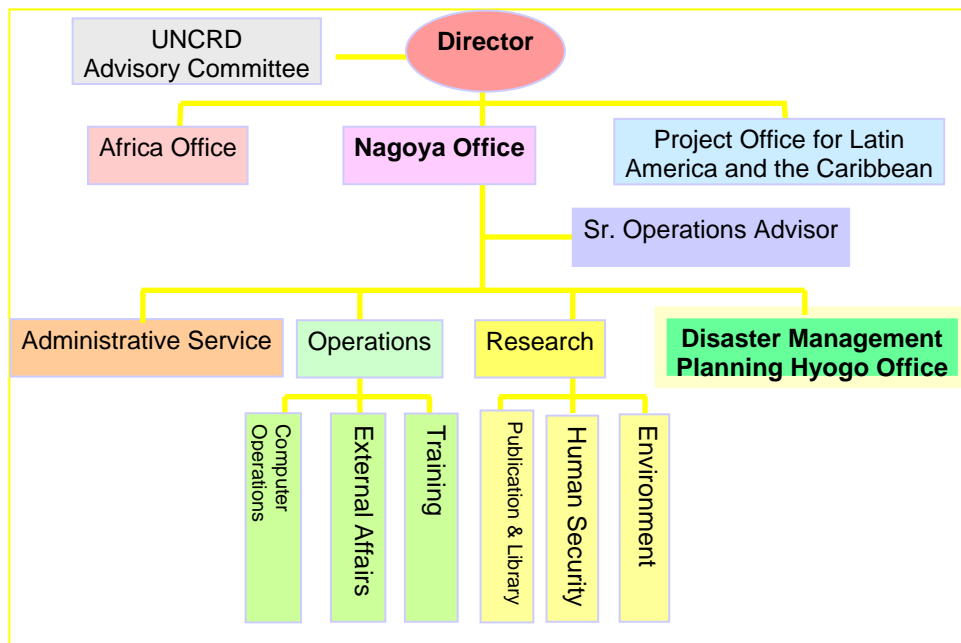 UNCRD
Advisory Committee
Director
Africa Office
Nagoya Office
Project Office for Latin
America and the Caribbean
Sr. Operations Advisor
Administrative Service
Operations
Research
Disaster Management
Planning Hyogo Office
Computer
Operations
External Affairs
Training
Publication & Library
Human Security
Environment